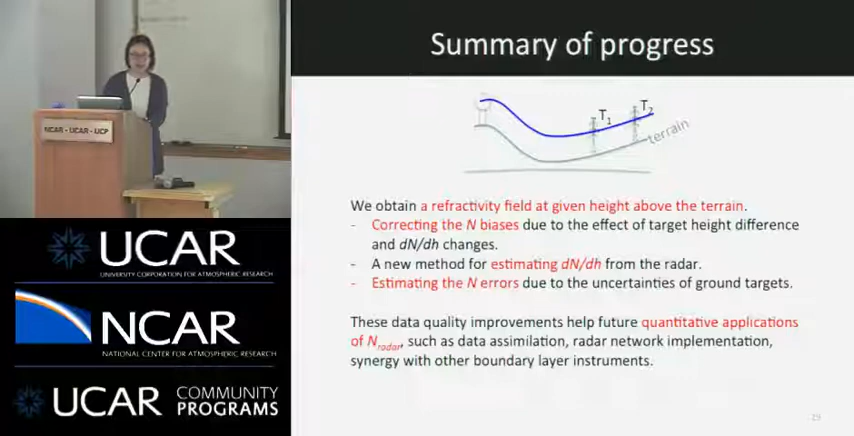 NCAR - UCAR - UCP
UCAR
UNIVERSITY CORPORATION FOR ATMOSPHERIC RESEARCH
NCAR
NATIONAL CENTER FOR ATMOSPHERIC RESEARCH
UCAR COMMUNITY
PROGRAMS
Summary of progress
T1
T2
terrain
We obtain a refractivity field at given height above the terrain.
- Correcting the N biases due to the effect of target height difference
and dN/dh changes.
- A new method for estimating dN/dh from the radar.
- Estimating the N errors due to the uncertainties of ground targets.
These data quality improvements help future quantitative applications
of Nradar, such as data assimilation, radar network implementation,
synergy with other boundary layer instruments.